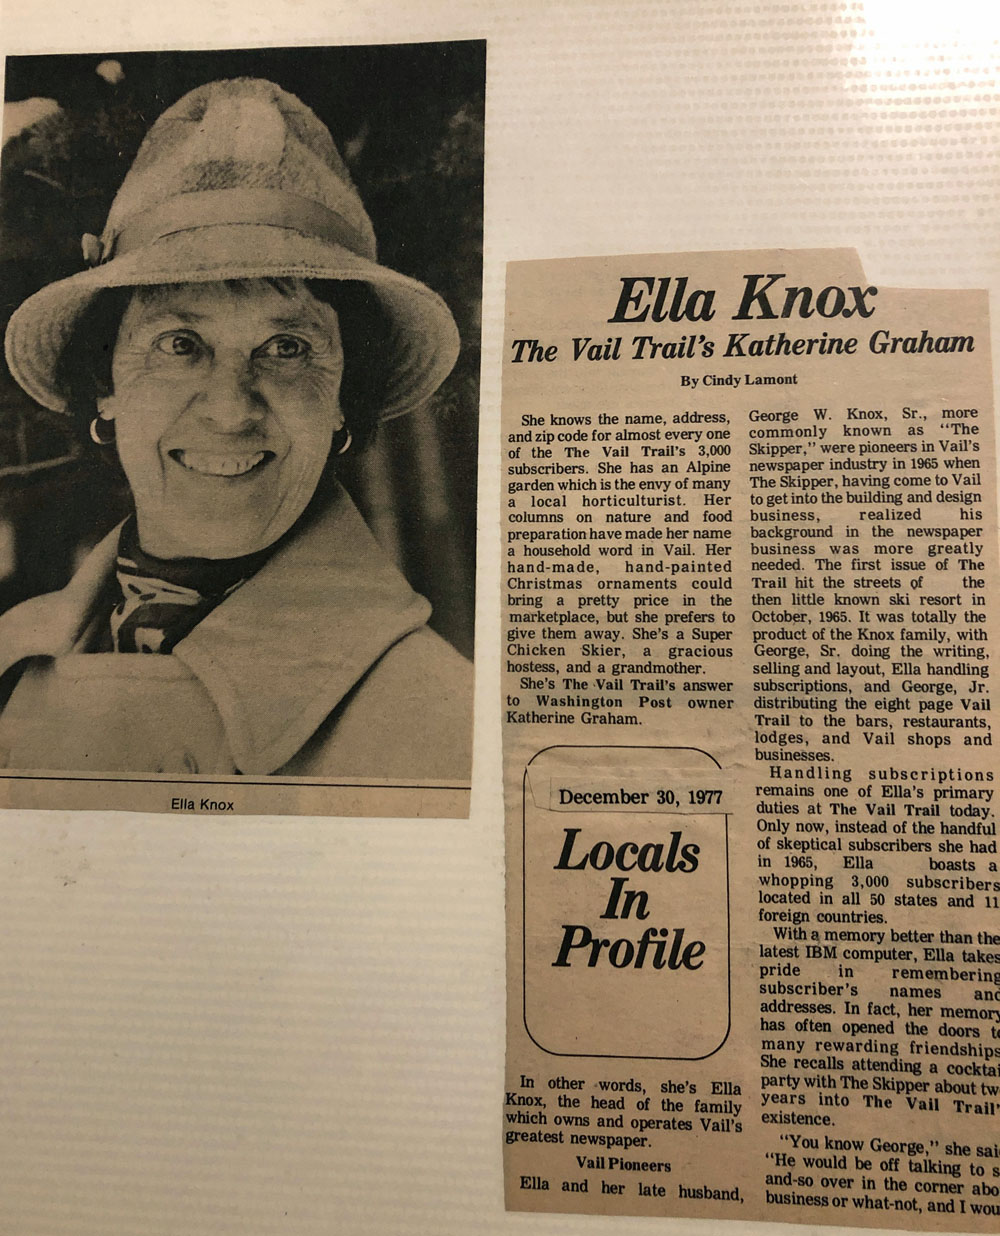 Ella Knox
Ella Knox
The Vail Trail's Katherine Graham
By Cindy Lamont
She knows the name, address,
and zip code for almost every one
of the The Vail Trail's 3,000
subscribers. She has an Alpine
garden which is the envy of many
a local horticulturist. Her
columns on nature and food
preparation have made her name
a household word in Vail. Her
hand-made, hand-painted
Christmas ornaments could
bring a pretty price in the
marketplace, but she prefers to
give them away. She's a Super
Chicken Skier, a gracious
hostess, and a grandmother.
She's The Vail Trail's answer
to Washington Post owner
Katherine Graham.
December 30, 1977
Locals
In
Profile
In other words, she's Ella
Knox, the head of the family
which owns and operates Vail's
greatest newspaper.
Vail Pioneers
Ella and her late husband,
George W. Knox, Sr., more
commonly known as "The
Skipper," were pioneers in Vail's
newspaper industry in 1965 when
The Skipper, having come to Vail
to get into the building and design
business, realized his
background in the newspaper
business was more greatly
needed. The first issue of The
Trail hit the streets of the
then little known ski resort in
October, 1965. It was totally the
product of the Knox family, with
George, Sr. doing the writing,
selling and layout, Ella handling
subscriptions, and George, Jr.
distributing the eight page Vail
Trail to the bars, restaurants,
lodges, and Vail shops and
businesses.
Handling subscriptions
remains one of Ella's primary
duties at The Vail Trail today.
Only now, instead of the handful
of skeptical subscribers she had
in 1965, Ella boasts a
whopping 3,000 subscribers
located in all 50 states and 11
foreign countries.
With a memory better than the
latest IBM computer, Ella takes
pride in remembering
subscriber's names and
addresses. In fact, her memory
has often opened the doors to
many rewarding friendships.
She recalls attending a cocktai
party with The Skipper about tw
years into The Vail Trail'
existence.
"You know George," she sai
"He would be off talking to s
and-so over in the corner abo
business or what-not, and I wou